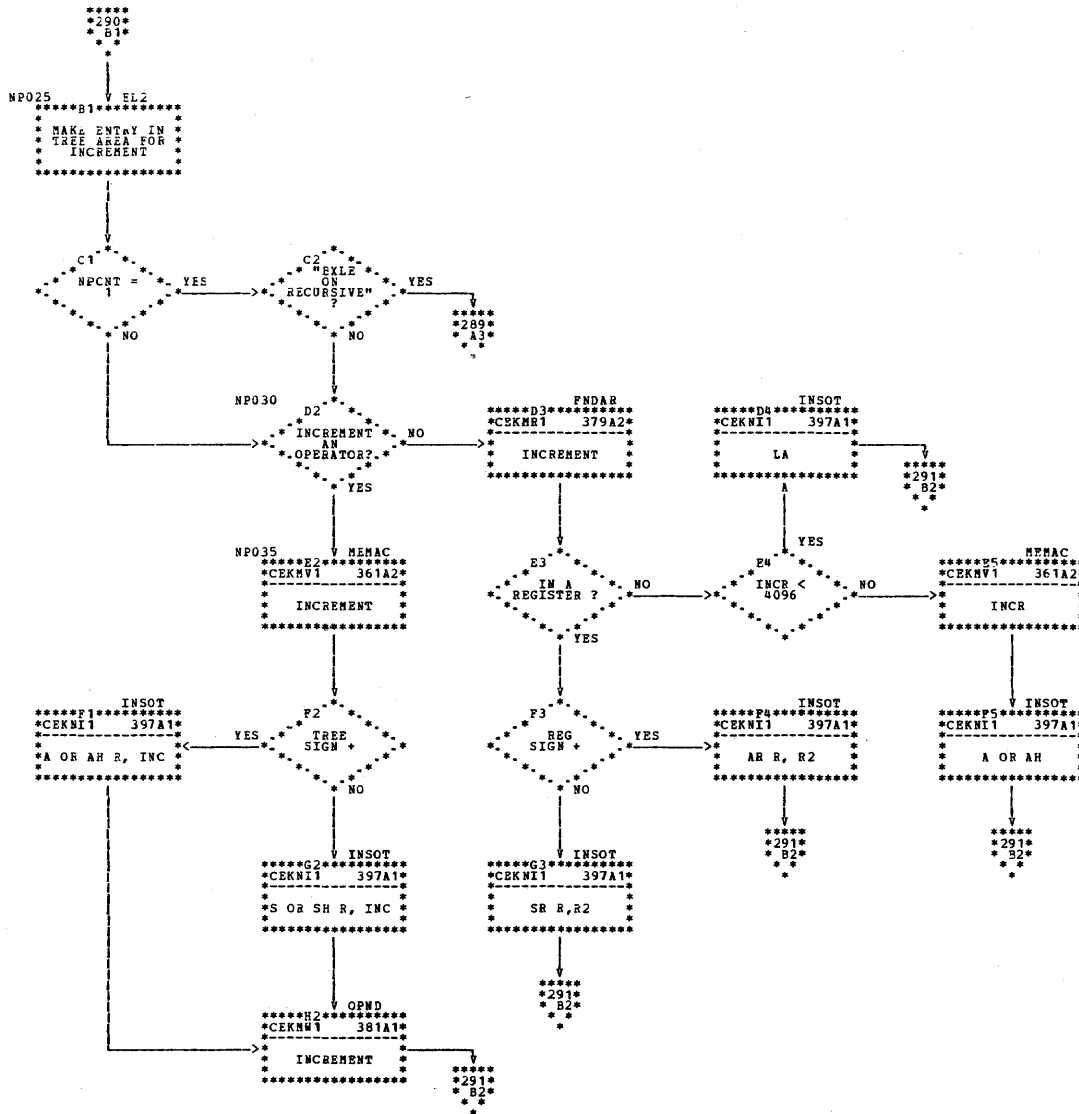 *290*
B1*
NP025 B1 EL2
MAKE ENTRY IN
TREE AREA FOR
INCREMENT
C1
NPCNT =
1
YES
NO
C2
"BXLE
ON
RECURSIVE"
?
YES
NO
*289*
A3*
NP030
D2
INCREMENT
AN
OPERATOR?
NO
YES
D3 FNDAR
*CEKMR1 379A2*
INCREMENT
D4 INSOT
*CEKNI1 397A1*
LA
*291*
B2*
A
NP035 E2 MEMAC
*CEKMV1 361A2*
INCREMENT
E3
IN A
REGISTER ?
NO
YES
E4
INCR <
4096
YES
NO
E5 MEMAC
*CEKMV1 361A2*
INCR
F1 INSOT
*CEKNI1 397A1*
A OR AH R, INC
F2
TREE
SIGN +
YES
NO
F3
REG
SIGN +
YES
NO
F4 INSOT
*CEKNI1 397A1*
AR R, R2
F5 INSOT
*CEKNI1 397A1*
A OR AH
*291*
B2*
*291*
B2*
G2 INSOT
*CEKNI1 397A1*
S OR SH R, INC
G3 INSOT
*CEKNI1 397A1*
SR R,R2
*291*
B2*
H2 OPND
*CEKMW1 381A1*
INCREMENT
*291*
B2*